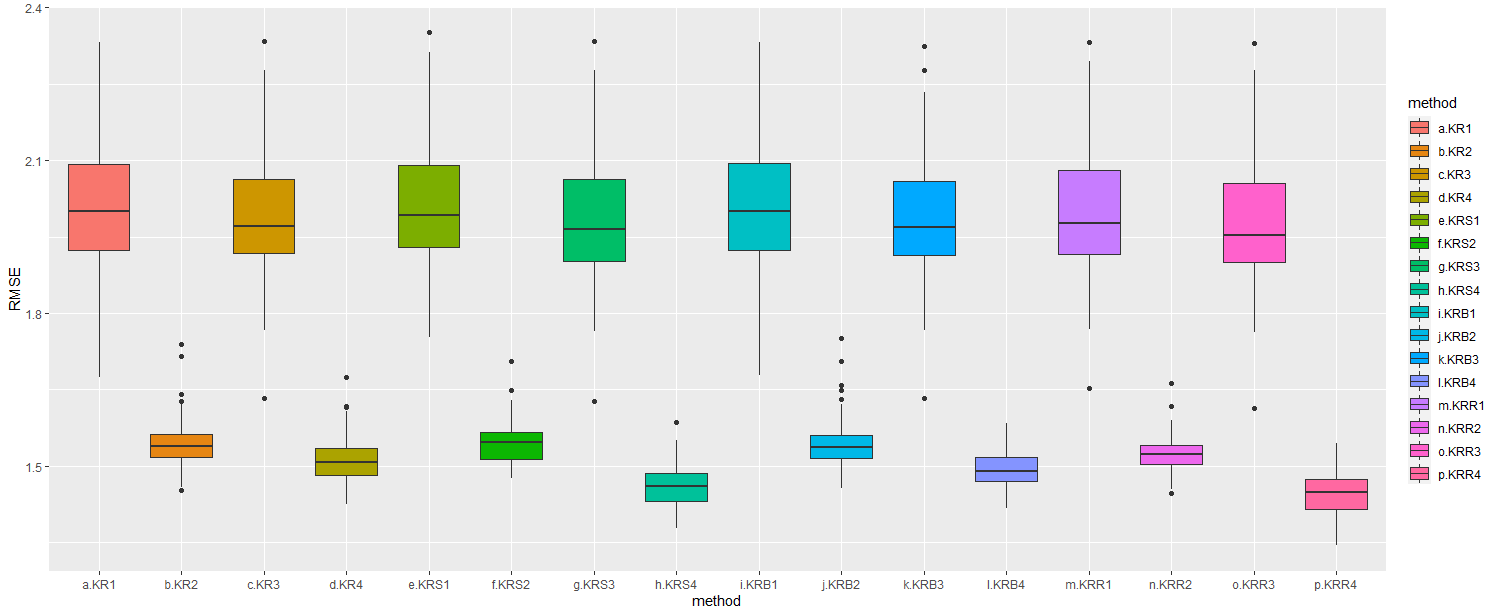 2.4
2.1
1.8
1.5
RMSE
a.KR1 b.KR2 c.KR3 d.KR4 e.KRS1 f.KRS2 g.KRS3 h.KRS4 i.KRB1 j.KRB2 k.KRB3 l.KRB4 m.KRR1 n.KRR2 o.KRR3 p.KRR4
method
method
a.KR1
b.KR2
c.KR3
d.KR4
e.KRS1
f.KRS2
g.KRS3
h.KRS4
i.KRB1
j.KRB2
k.KRB3
l.KRB4
m.KRR1
n.KRR2
o.KRR3
p.KRR4